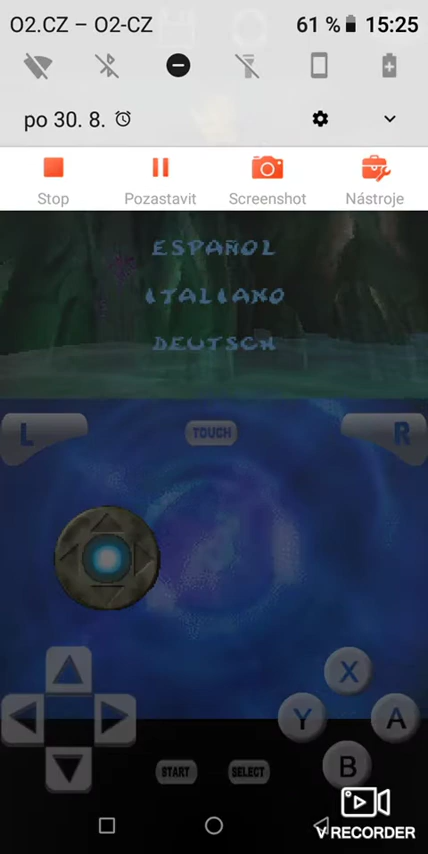 O2.CZ – O2-CZ 61 % 15:25
po 30. 8.
Stop Pozastavit Screenshot Nástroje
ESPAÑOL
ITALIANO
DEUTSCH
L TOUCH R
X
Y A
B
START SELECT
V RECORDER